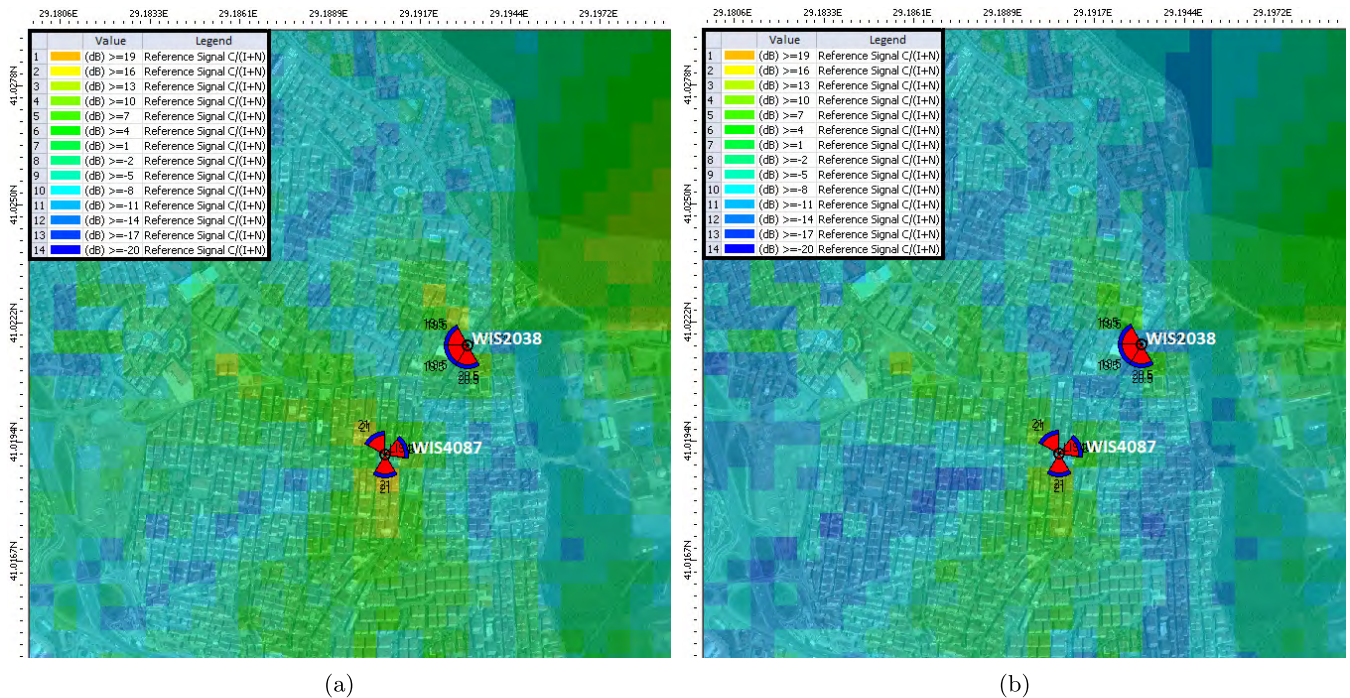 29.1806E 29.1833E 29.1861E 29.1889E 29.1917E 29.1944E 29.1972E
Value Legend
1 (dB) >=19 Reference Signal C/(I+N)
2 (dB) >=16 Reference Signal C/(I+N)
3 (dB) >=13 Reference Signal C/(I+N)
4 (dB) >=10 Reference Signal C/(I+N)
5 (dB) >=7 Reference Signal C/(I+N)
6 (dB) >=4 Reference Signal C/(I+N)
7 (dB) >=1 Reference Signal C/(I+N)
8 (dB) >=-2 Reference Signal C/(I+N)
9 (dB) >=-5 Reference Signal C/(I+N)
10 (dB) >=-8 Reference Signal C/(I+N)
11 (dB) >=-11 Reference Signal C/(I+N)
12 (dB) >=-14 Reference Signal C/(I+N)
13 (dB) >=-17 Reference Signal C/(I+N)
14 (dB) >=-20 Reference Signal C/(I+N)
41.0278N
41.0250N
41.0222N
41.0194N
41.0167N
WIS2038
WIS4087
21
21
(a)
29.1806E 29.1833E 29.1861E 29.1889E 29.1917E 29.1944E 29.1972E
Value Legend
1 (dB) >=19 Reference Signal C/(I+N)
2 (dB) >=16 Reference Signal C/(I+N)
3 (dB) >=13 Reference Signal C/(I+N)
4 (dB) >=10 Reference Signal C/(I+N)
5 (dB) >=7 Reference Signal C/(I+N)
6 (dB) >=4 Reference Signal C/(I+N)
7 (dB) >=1 Reference Signal C/(I+N)
8 (dB) >=-2 Reference Signal C/(I+N)
9 (dB) >=-5 Reference Signal C/(I+N)
10 (dB) >=-8 Reference Signal C/(I+N)
11 (dB) >=-11 Reference Signal C/(I+N)
12 (dB) >=-14 Reference Signal C/(I+N)
13 (dB) >=-17 Reference Signal C/(I+N)
14 (dB) >=-20 Reference Signal C/(I+N)
41.0278N
41.0250N
41.0222N
41.0194N
41.0167N
WIS2038
WIS4087
21
21
(b)